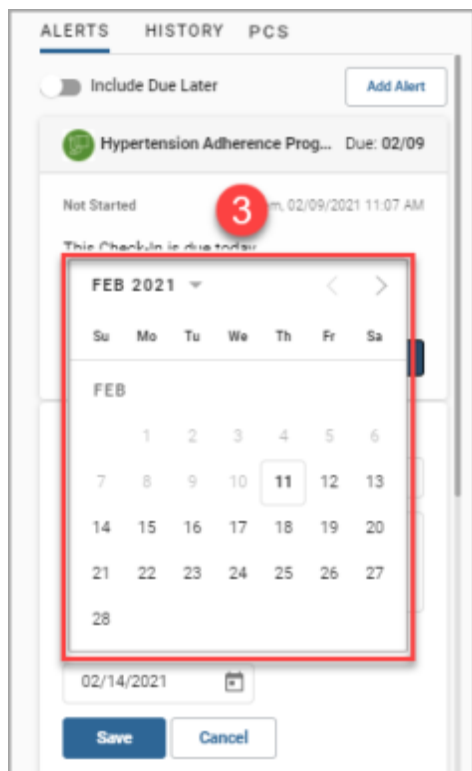 ALERTS HISTORY PCS
Include Due Later Add Alert
Hypertension Adherence Prog... Due: 02/09
Not Started 3 m, 02/09/2021 11:07 AM
This Check-In is due today
FEB 2021
Su Mo Tu We Th Fr Sa
FEB
1 2 3 4 5 6
7 8 9 10 11 12 13
14 15 16 17 18 19 20
21 22 23 24 25 26 27
28
02/14/2021
Save Cancel